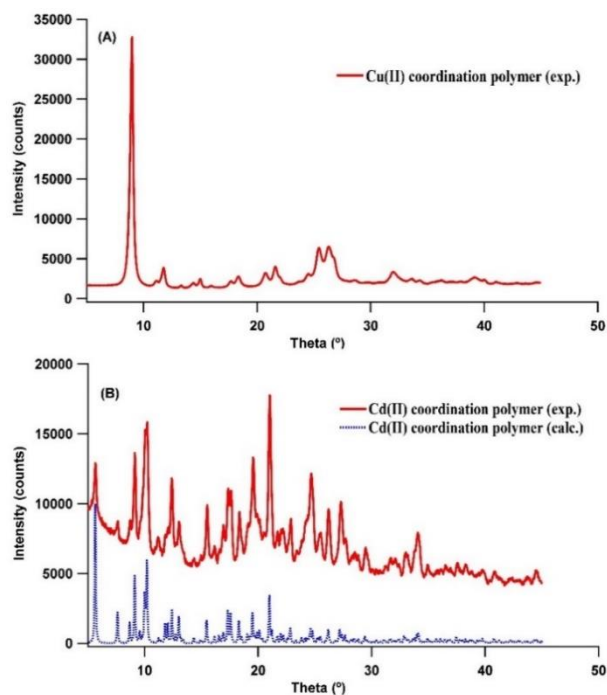 35000
(A)
30000
Cu(II) coordination polymer (exp.)
25000
20000
15000
10000
5000
0
Intensity (counts)
10 20 30 40 50
Theta (º)
20000
(B)
Cd(II) coordination polymer (exp.)
Cd(II) coordination polymer (calc.)
15000
10000
5000
0
Intensity (counts)
10 20 30 40 50
Theta (º)